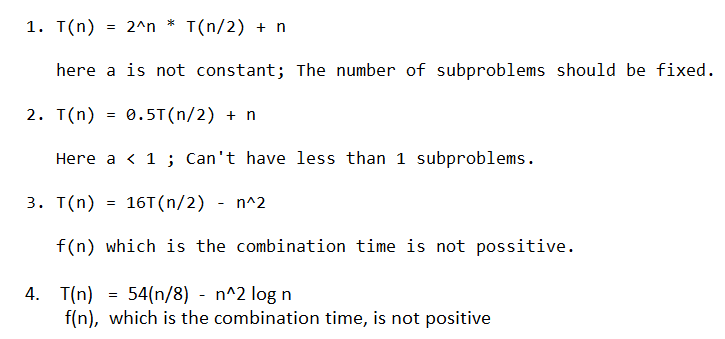 1. T(n) = 2^n * T(n/2) + n
here a is not constant; The number of subproblems should be fixed.
2. T(n) = 0.5T(n/2) + n
Here a < 1 ; Can't have less than 1 subproblems.
3. T(n) = 16T(n/2) - n^2
f(n) which is the combination time is not possitive.
4. T(n) = 54(n/8) - n^2 log n
f(n), which is the combination time, is not positive